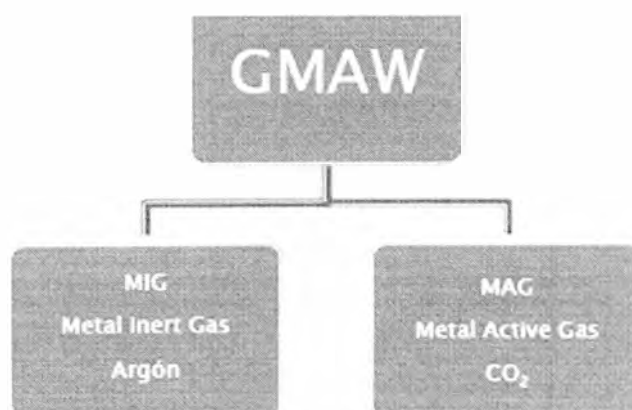 GMAW
MIG
Metal Inert Gas
Argón
MAG
Metal Active Gas
CO₂